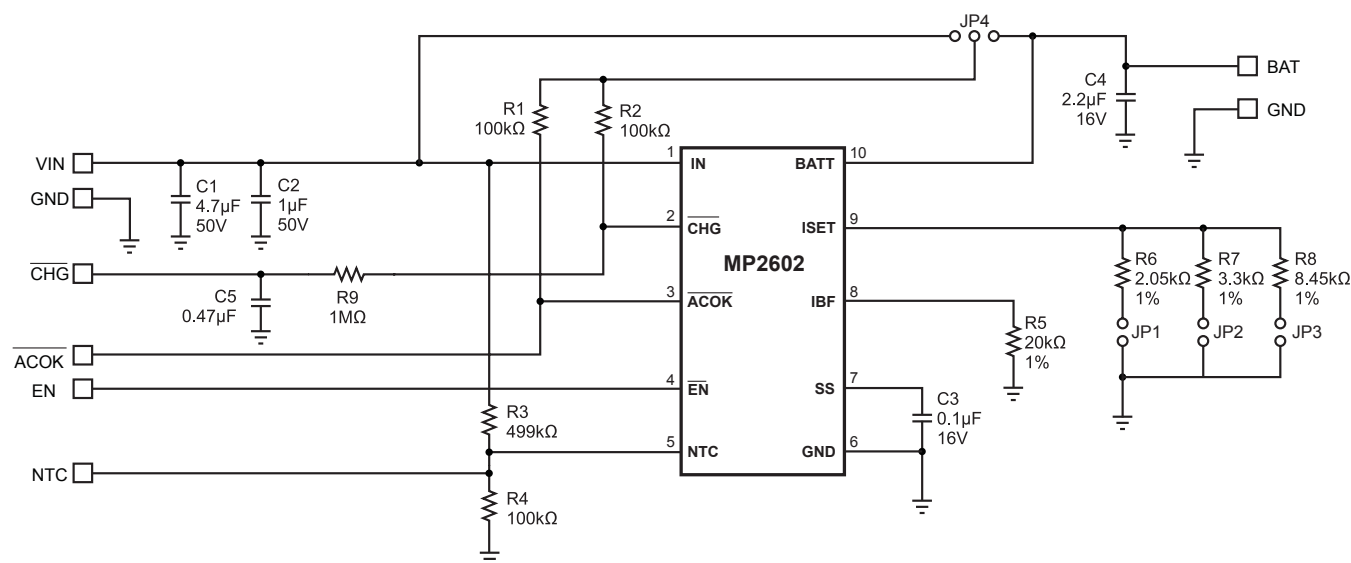 JP4
BAT
C4
2.2µF
16V
GND
R1
100kΩ
R2
100kΩ
VIN
1
IN
BATT
10
GND
C1
4.7µF
50V
C2
1µF
50V
2
CHG
ISET
9
MP2602
CHG
R9
1MΩ
C5
0.47µF
3
ACOK
IBF
8
R6
2.05kΩ
1%
R7
3.3kΩ
1%
R8
8.45kΩ
1%
JP1
JP2
JP3
R5
20kΩ
1%
ACOK
EN
4
EN
SS
7
C3
0.1µF
16V
R3
499kΩ
5
NTC
GND
6
NTC
R4
100kΩ